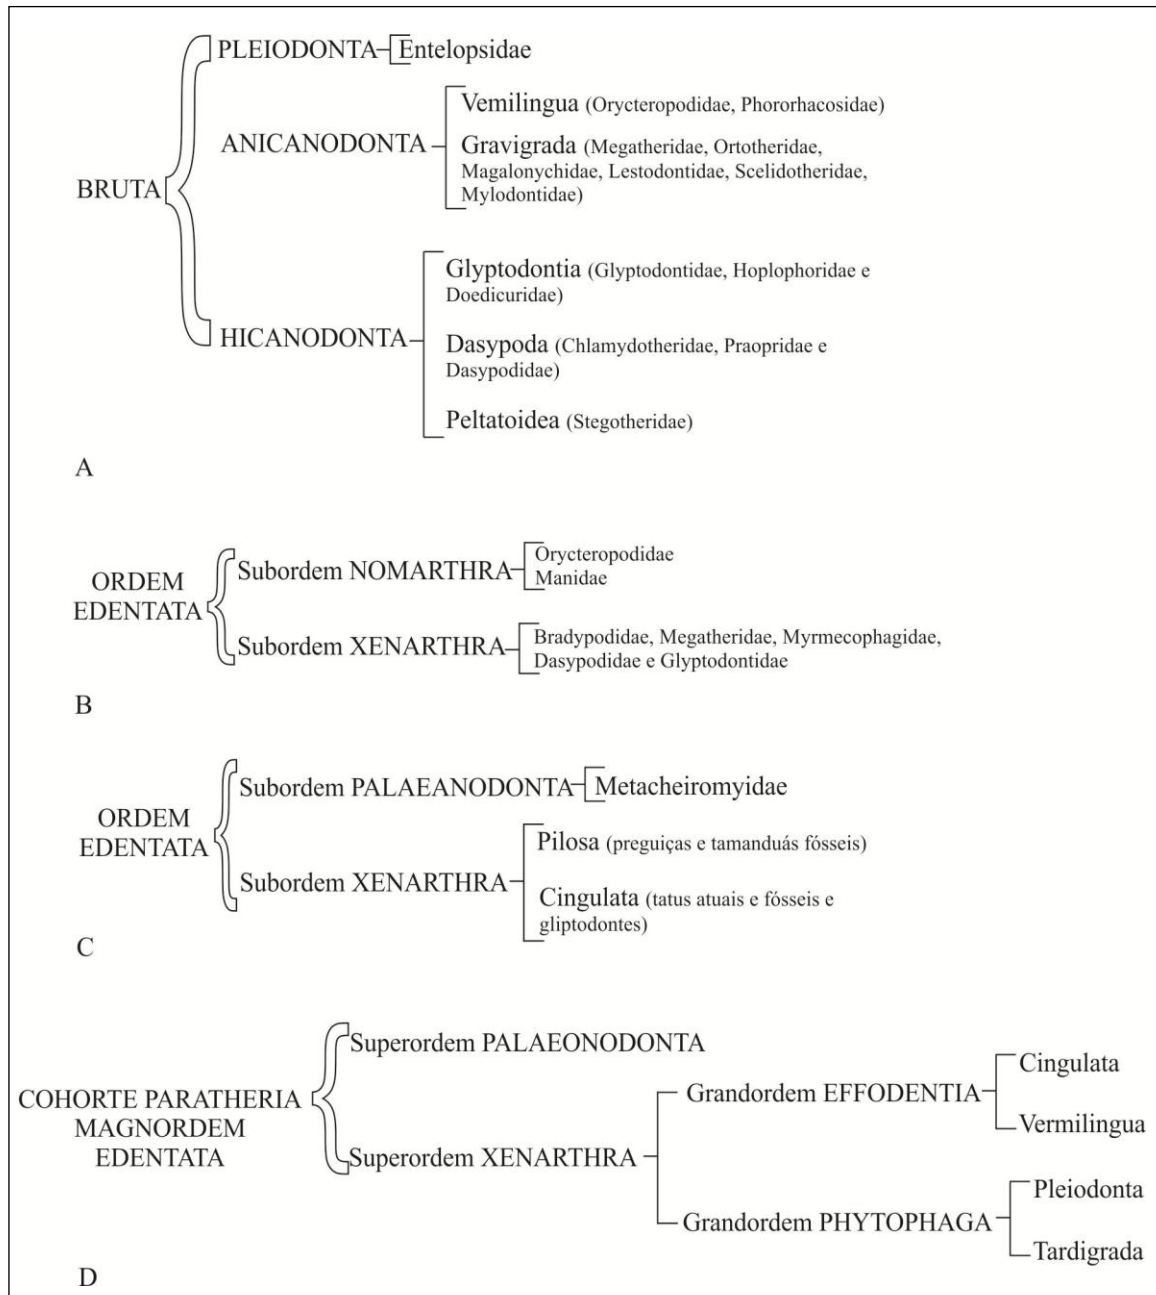 PLEIODONTA
Entelopsidae
BRUTA
ANICANODONTA
Vemilingua (Orycteropodidae, Phororhacosidae)
Gravigrada (Megatheridae, Ortotheridae,
Magalonychidae, Lestodontidae, Scelidotheridae,
Mylodontidae)
HICANODONTA
Glyptodontia (Glyptodontidae, Hoplophoridae e
Doedicuridae)
Dasypoda (Chlamydotheridae, Praopridae e
Dasypodidae)
Peltatoidea (Stegotheridae)
A
ORDEM
EDENTATA
Subordem NOMARTHRA
Orycteropodidae
Manidae
Subordem XENARTHRA
Bradypodidae, Megatheridae, Myrmecophagidae,
Dasypodidae e Glyptodontidae
B
ORDEM
EDENTATA
Subordem PALAEANODONTA
Metacheiromyidae
Subordem XENARTHRA
Pilosa (preguiças e tamanduás fósseis)
Cingulata (tatus atuais e fósseis e
gliptodontes)
C
COHORTE PARATHERIA
MAGNORDEM
EDENTATA
Superordem PALAEONODONTA
Superordem XENARTHRA
Grandordem EFFODENTIA
Cingulata
Vermilingua
Grandordem PHYTOPHAGA
Pleiodonta
Tardigrada
D